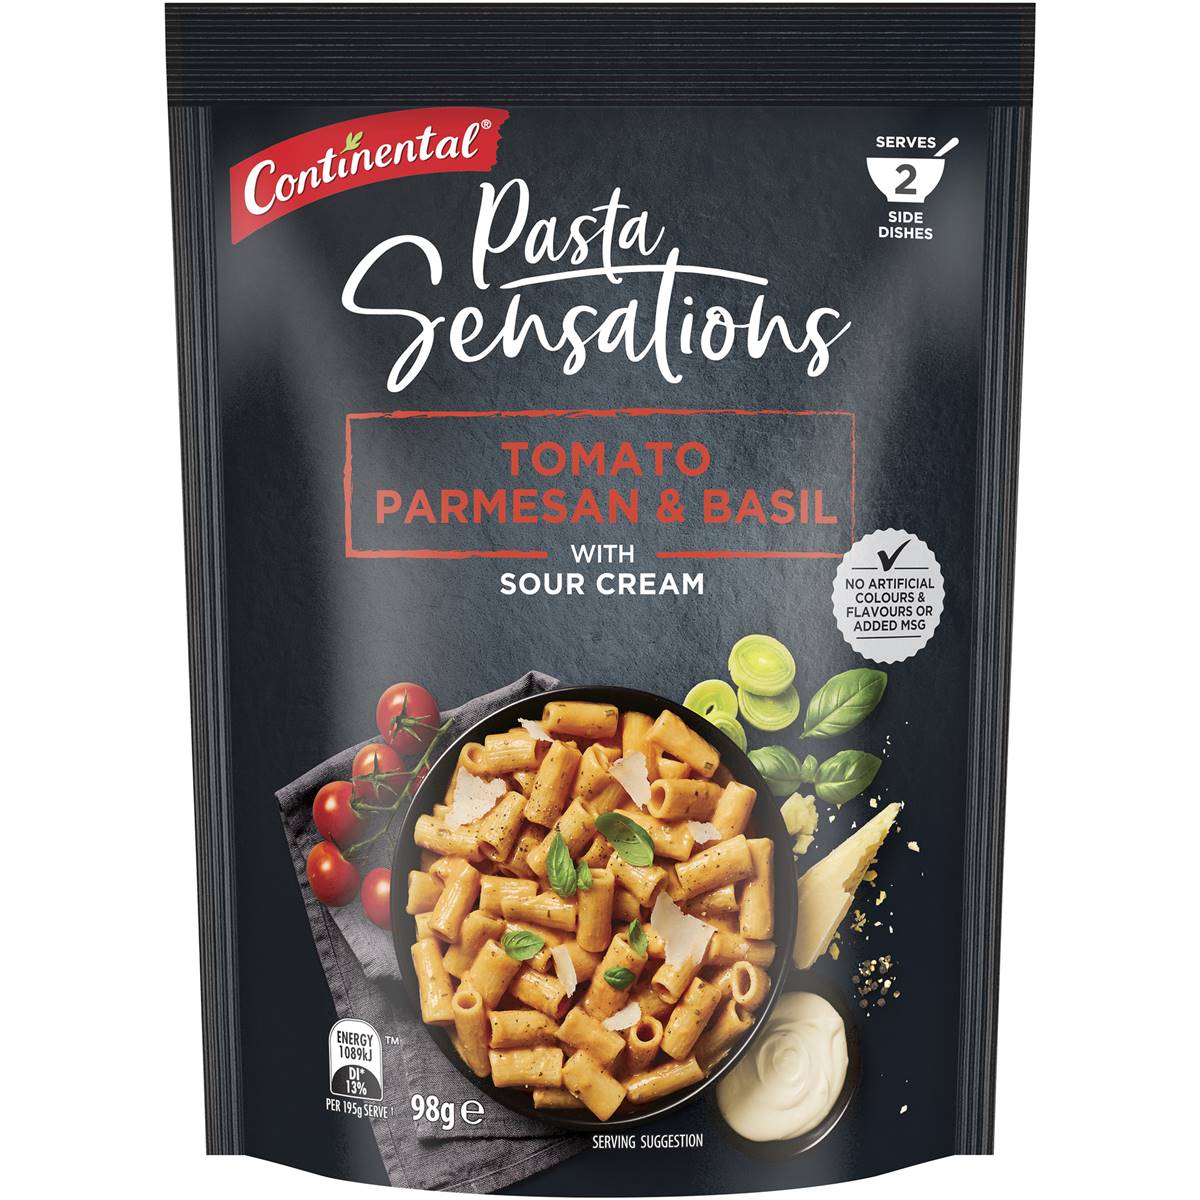 Continental®
SERVES
2
SIDE
DISHES
Pasta
Sensations
TOMATO
PARMESAN & BASIL
WITH
SOUR CREAM
NO ARTIFICIAL
COLOURS &
FLAVOURS OR
ADDED MSG
ENERGY
1089kJ
DI*
13%
TM
PER 195g SERVE
98g e
SERVING SUGGESTION